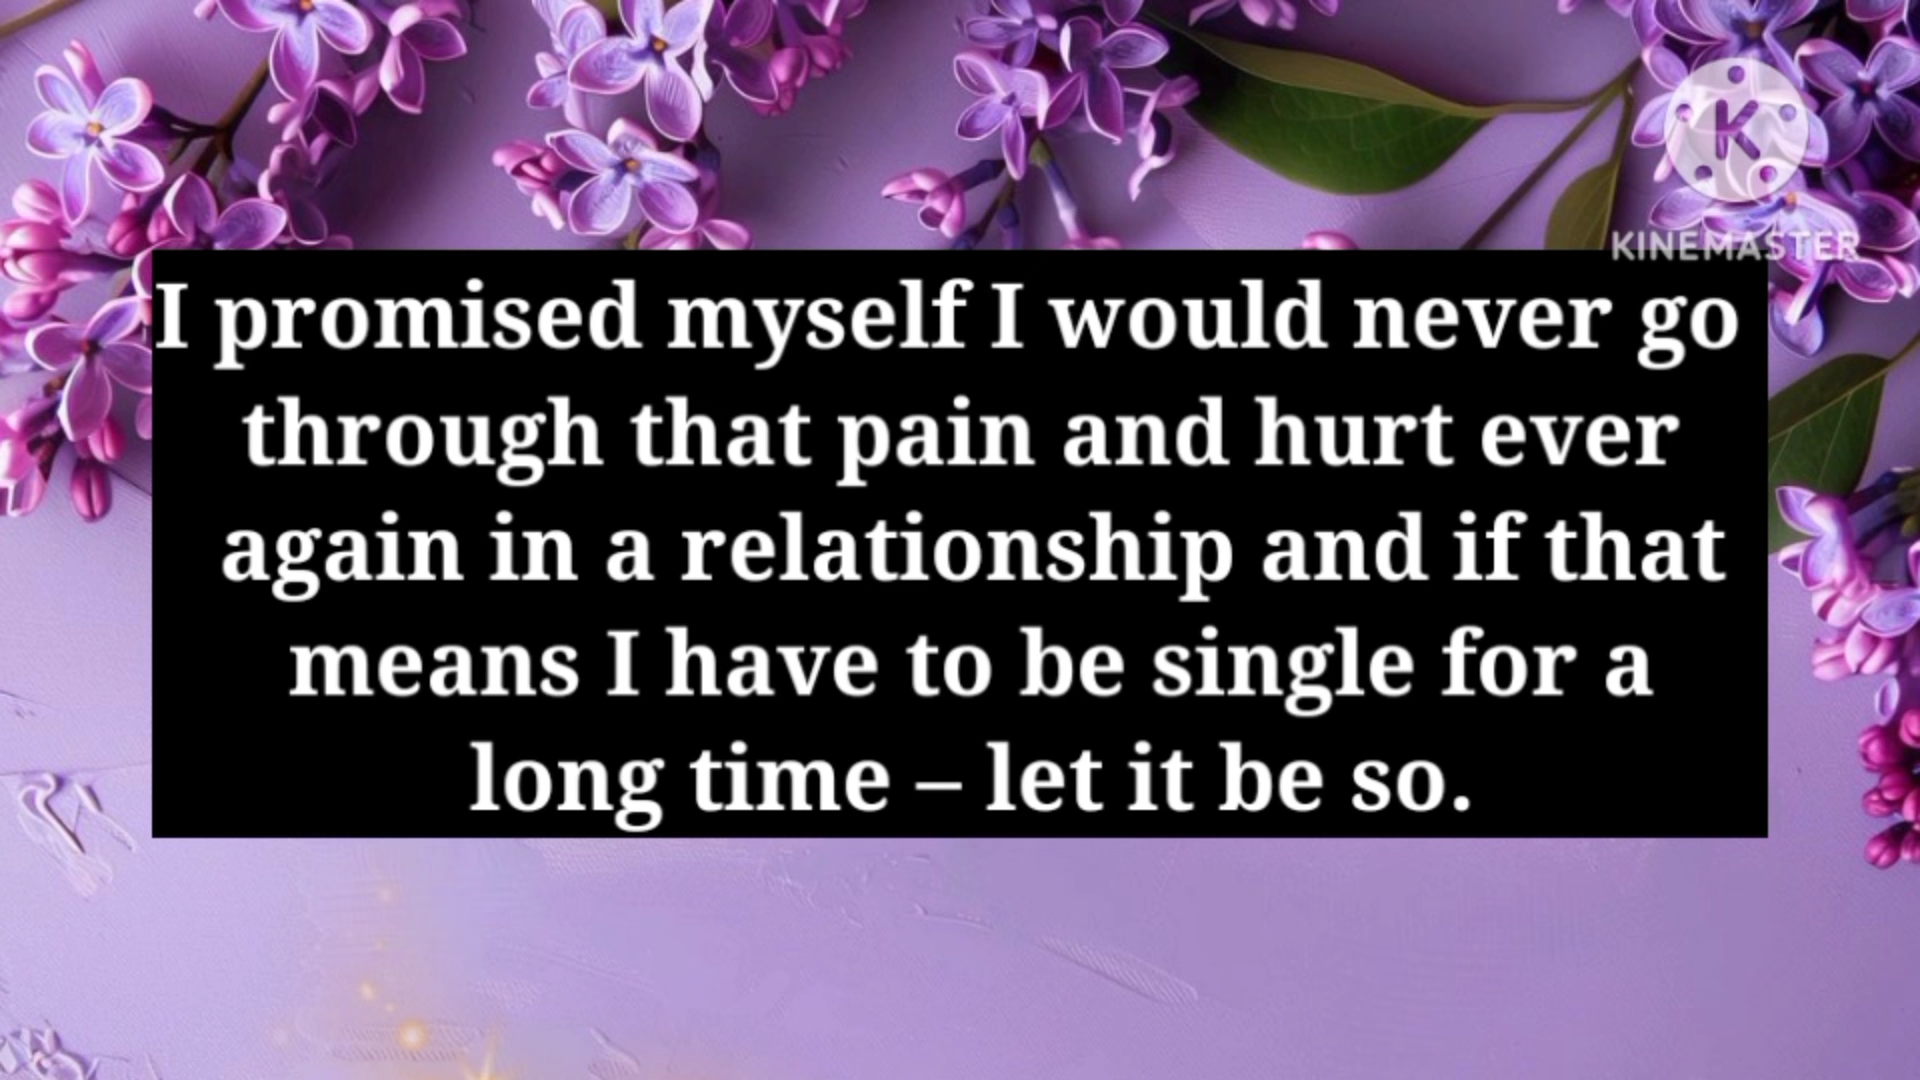 K
KINEMASTER
I promised myself I would never go
through that pain and hurt ever
again in a relationship and if that
means I have to be single for a
long time – let it be so.